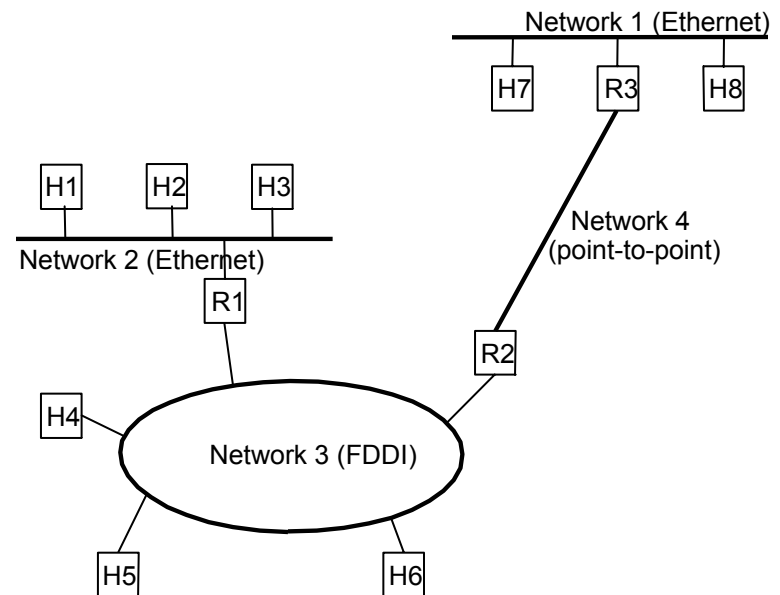 Network 1 (Ethernet)
H7
R3
H8
H1
H2
H3
Network 4
(point-to-point)
Network 2 (Ethernet)
R1
R2
H4
Network 3 (FDDI)
H5
H6